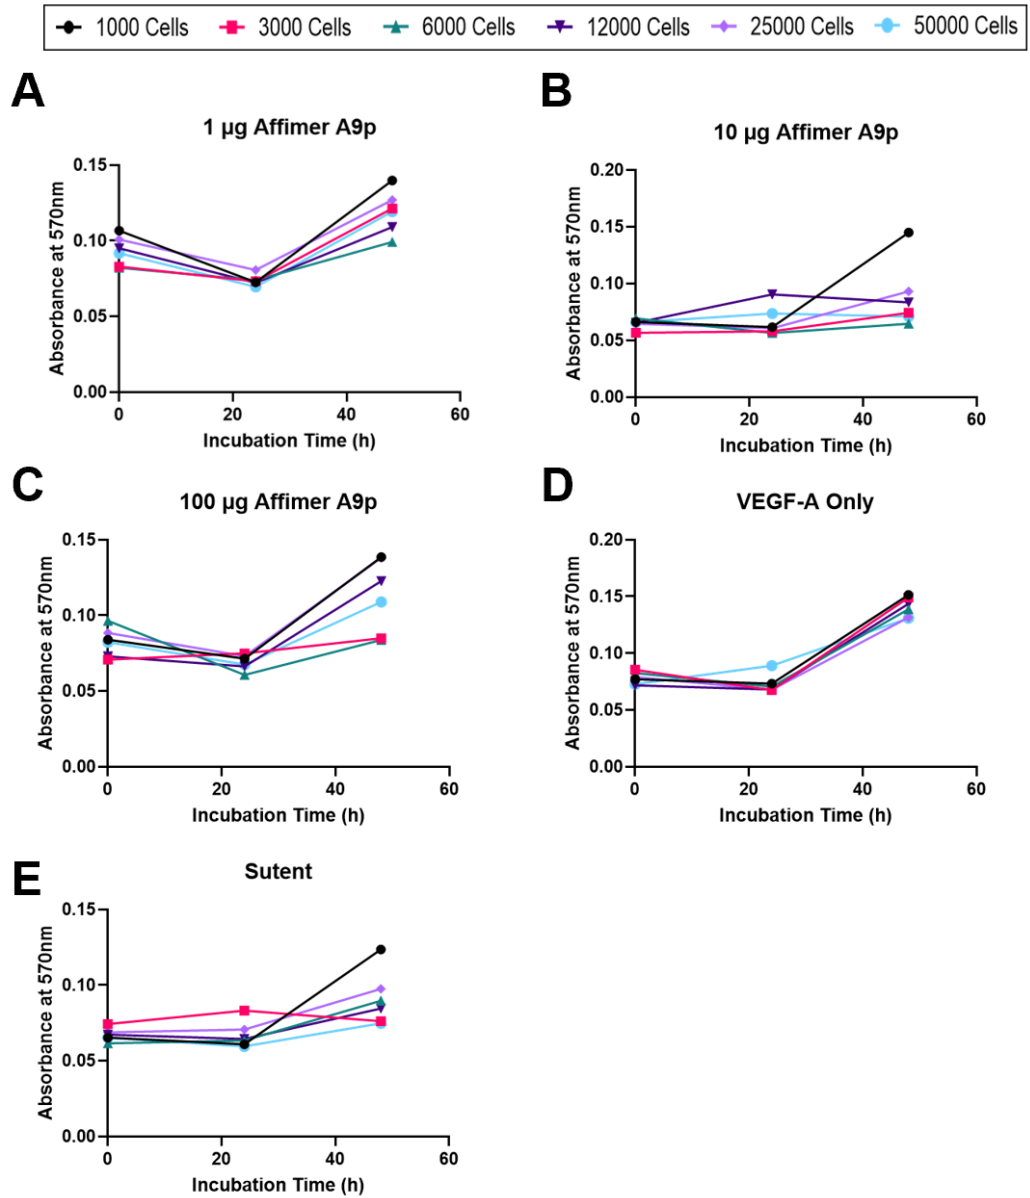 1000 Cells 3000 Cells 6000 Cells 12000 Cells 25000 Cells 50000 Cells
A
1 µg Affimer A9p
0.15
0.10
0.05
0.00
Absorbance at 570nm
0 20 40 60
Incubation Time (h)
B
10 µg Affimer A9p
0.20
0.15
0.10
0.05
0.00
Absorbance at 570nm
0 20 40 60
Incubation Time (h)
C
100 µg Affimer A9p
0.15
0.10
0.05
0.00
Absorbance at 570nm
0 20 40 60
Incubation Time (h)
D
VEGF-A Only
0.20
0.15
0.10
0.05
0.00
Absorbance at 570nm
0 20 40 60
Incubation Time (h)
E
Sutent
0.15
0.10
0.05
0.00
Absorbance at 570nm
0 20 40 60
Incubation Time (h)